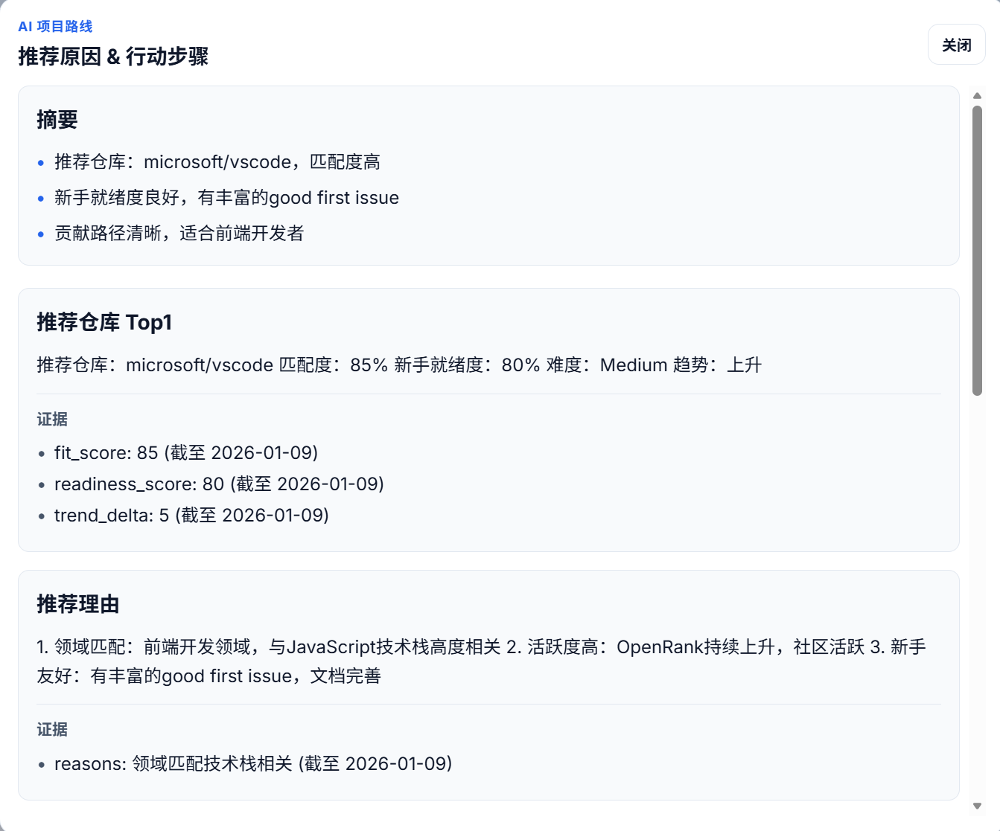 AI 项目路线
推荐原因 & 行动步骤
关闭
摘要
• 推荐仓库：microsoft/vscode，匹配度高
• 新手就绪度良好，有丰富的good first issue
• 贡献路径清晰，适合前端开发者
推荐仓库 Top1
推荐仓库：microsoft/vscode 匹配度：85% 新手就绪度：80% 难度：Medium 趋势：上升
证据
• fit_score: 85 (截至 2026-01-09)
• readiness_score: 80 (截至 2026-01-09)
• trend_delta: 5 (截至 2026-01-09)
推荐理由
1. 领域匹配：前端开发领域，与JavaScript技术栈高度相关 2. 活跃度高：OpenRank持续上升，社区活跃 3. 新手
友好：有丰富的good first issue，文档完善
证据
• reasons: 领域匹配技术栈相关 (截至 2026-01-09)